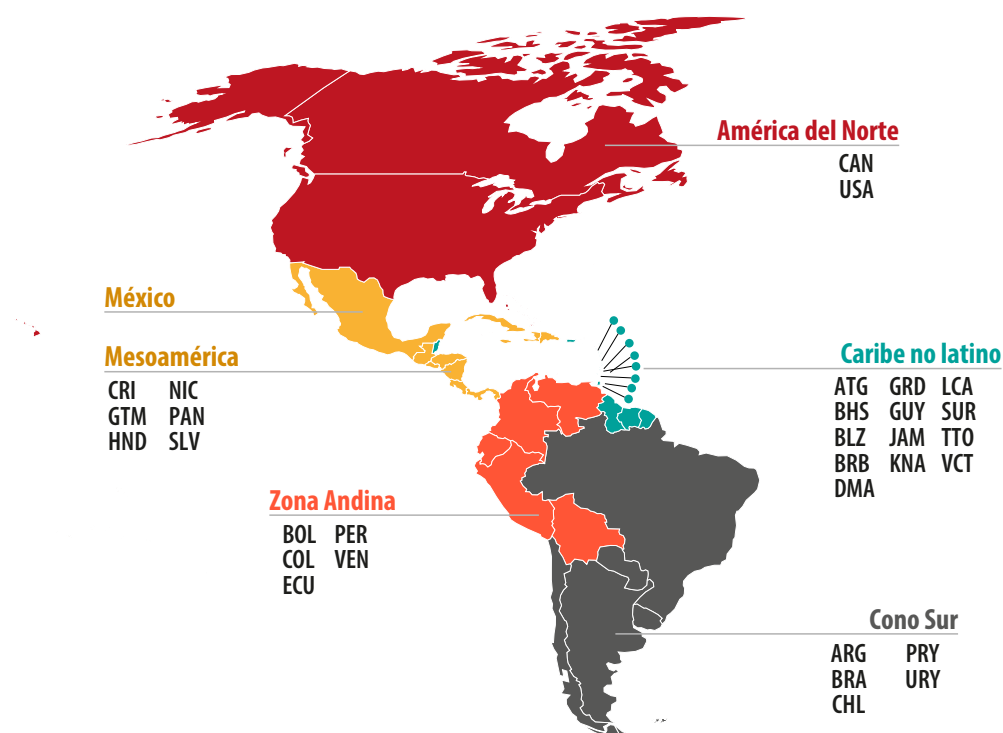 América del Norte
CAN
USA
México
Mesoamérica
CRI NIC
GTM PAN
HND SLV
Caribe no latino
ATG GRD LCA
BHS GUY SUR
BLZ JAM TTO
BRB KNA VCT
DMA
Zona Andina
BOL PER
COL VEN
ECU
Cono Sur
ARG PRY
BRA URY
CHL